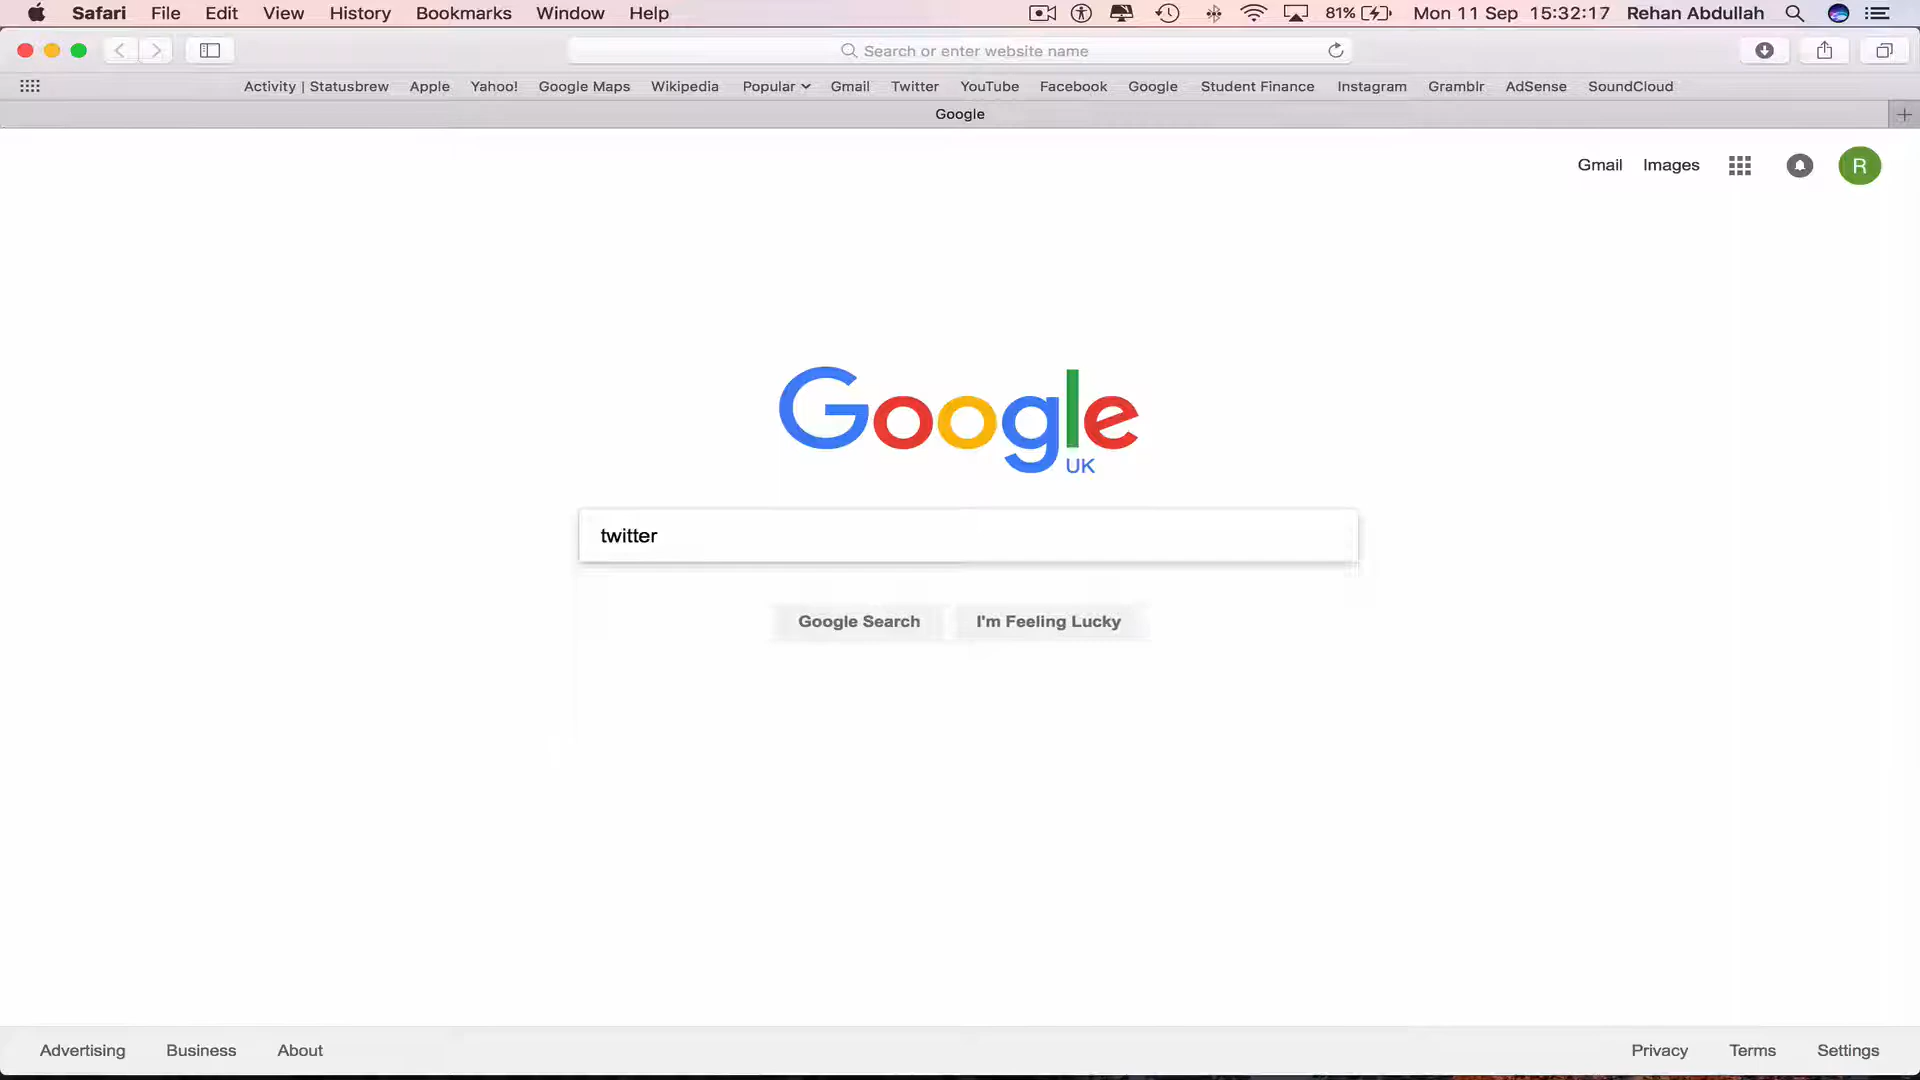 Safari File Edit View History Bookmarks Window Help 81% Mon 11 Sep 15:32:17 Rehan Abdullah
Search or enter website name
Activity | Statusbrew Apple Yahoo! Google Maps Wikipedia Popular Gmail Twitter YouTube Facebook Google Student Finance Instagram Gramblr AdSense SoundCloud
Google
Gmail Images R
Google
UK
twitter
Google Search I'm Feeling Lucky
Advertising Business About Privacy Terms Settings